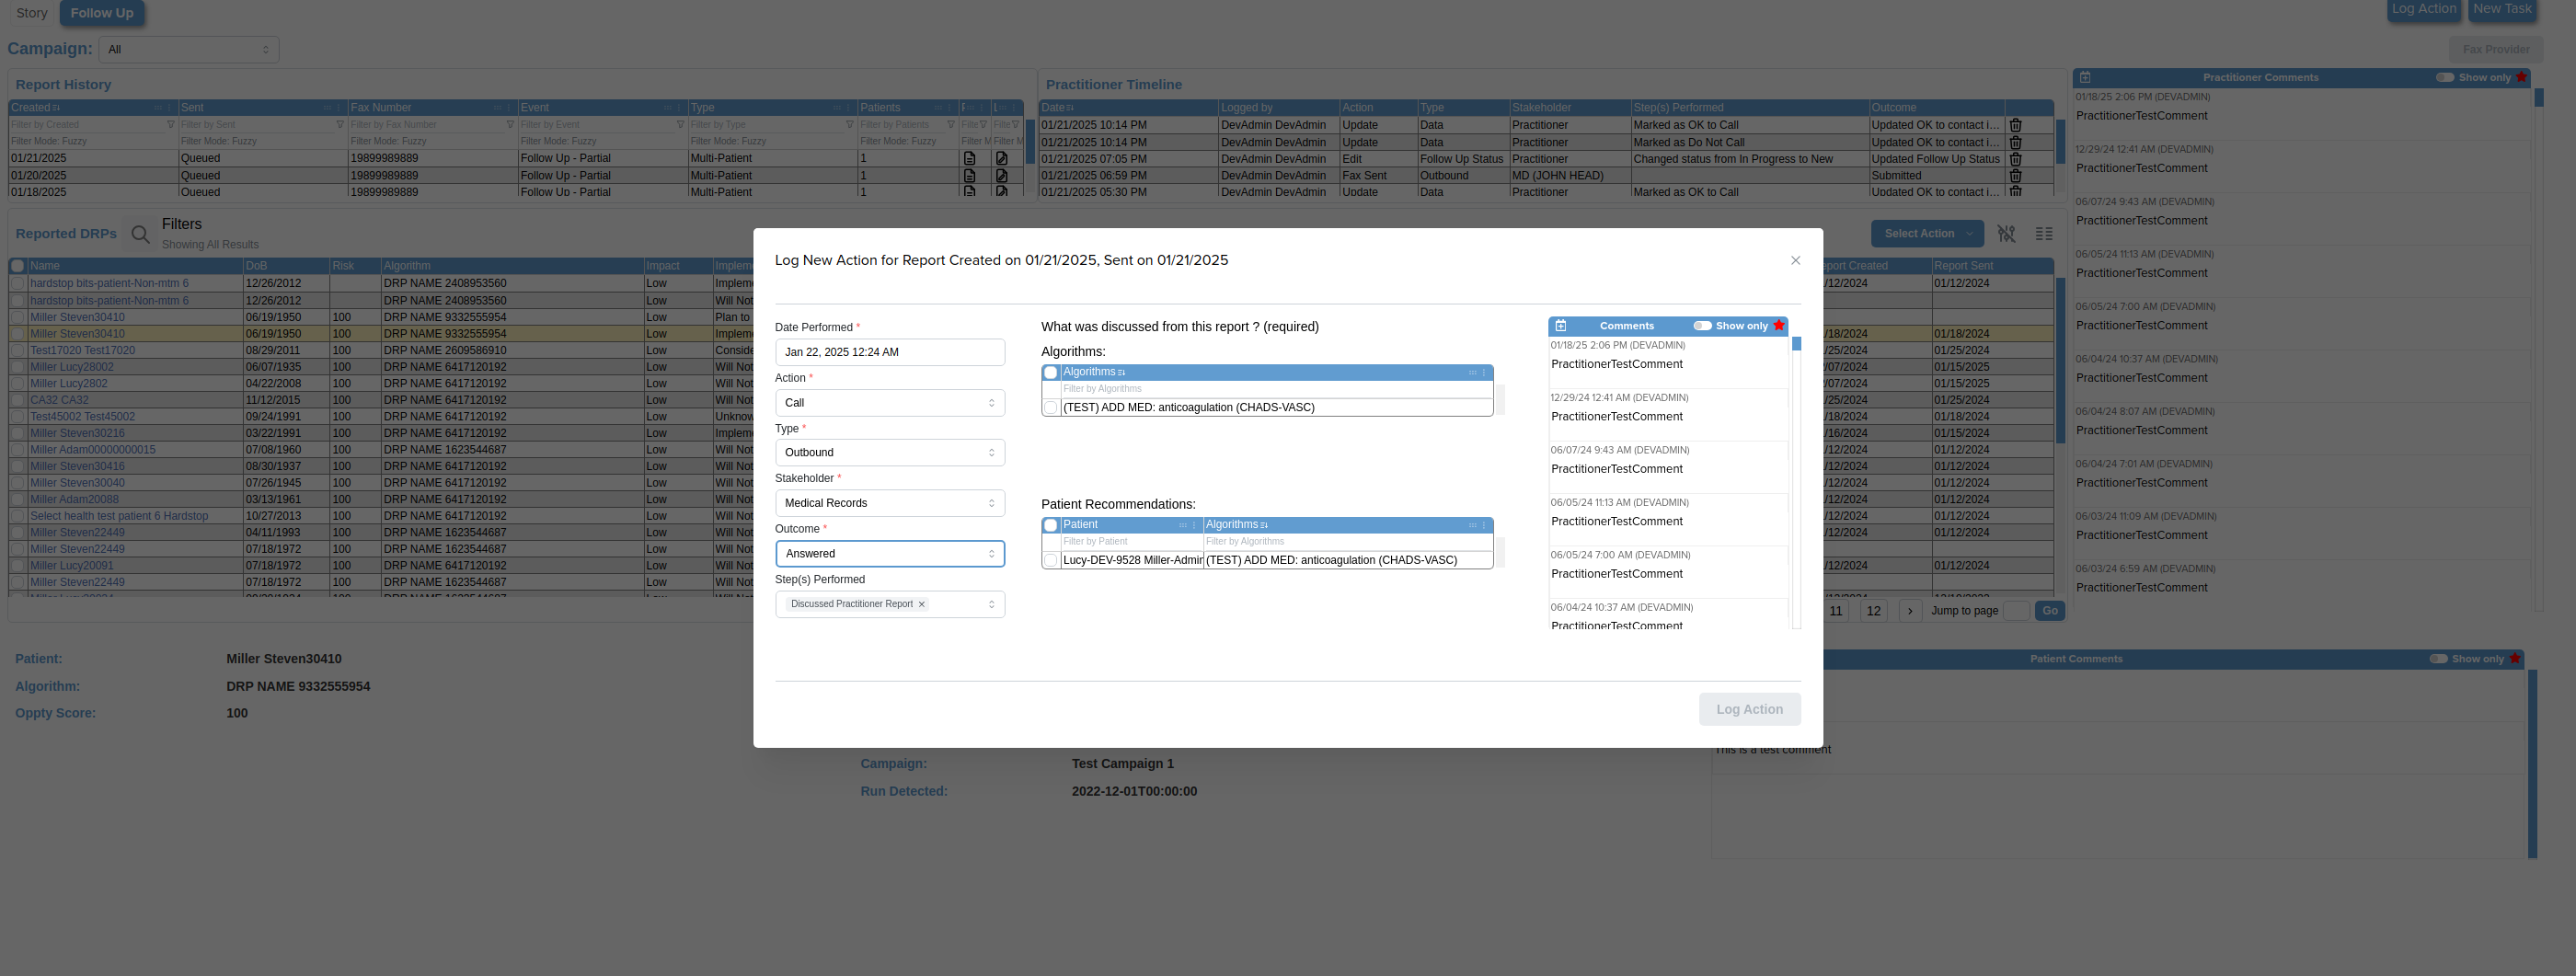 Story Follow Up Log Action New Task
Campaign: All Fax Provider
Report History
Created Sent Fax Number Event Type Patients
Filter by Created Filter by Sent Filter by Fax Number Filter by Event Filter by Type Filter by Patients Filte Filte
Filter Mode: Fuzzy Filter Mode: Fuzzy Filter Mode: Fuzzy Filter Mode: Fuzzy Filter Mode: Fuzzy Filter Mode: Fuzzy Filter M Filter M
01/21/2025 Queued 19899989889 Follow Up - Partial Multi-Patient 1
01/20/2025 Queued 19899989889 Follow Up - Partial Multi-Patient 1
01/18/2025 Queued 19899989889 Follow Up - Partial Multi-Patient 1
Practitioner Timeline
Date Logged by Action Type Stakeholder Step(s) Performed Outcome
01/21/2025 10:14 PM DevAdmin DevAdmin Update Data Practitioner Marked as OK to Call Updated OK to contact i...
01/21/2025 10:14 PM DevAdmin DevAdmin Update Data Practitioner Marked as Do Not Call Updated OK to contact i...
01/21/2025 07:05 PM DevAdmin DevAdmin Edit Follow Up Status Practitioner Changed status from In Progress to New Updated Follow Up Status
01/21/2025 06:59 PM DevAdmin DevAdmin Fax Sent Outbound MD (JOHN HEAD) Submitted
01/21/2025 05:30 PM DevAdmin DevAdmin Update Data Practitioner Marked as OK to Call Updated OK to contact i...
Practitioner Comments Show only
01/18/25 2:06 PM (DEVADMIN)
PractitionerTestComment
12/29/24 12:41 AM (DEVADMIN)
PractitionerTestComment
06/07/24 9:43 AM (DEVADMIN)
PractitionerTestComment
06/05/24 11:13 AM (DEVADMIN)
PractitionerTestComment
06/05/24 7:00 AM (DEVADMIN)
PractitionerTestComment
06/04/24 10:37 AM (DEVADMIN)
PractitionerTestComment
06/04/24 8:07 AM (DEVADMIN)
PractitionerTestComment
06/04/24 7:01 AM (DEVADMIN)
PractitionerTestComment
06/03/24 11:09 AM (DEVADMIN)
PractitionerTestComment
06/03/24 6:59 AM (DEVADMIN)
PractitionerTestComment
Reported DRPs Filters
Showing All Results
Select Action
Name DoB Risk Algorithm Impact Implem
hardstop bits-patient-Non-mtm 6 12/26/2012 DRP NAME 2408953560 Low Implem
hardstop bits-patient-Non-mtm 6 12/26/2012 DRP NAME 2408953560 Low Will Not
Miller Steven30410 06/19/1950 100 DRP NAME 9332555954 Low Plan to
Miller Steven30410 06/19/1950 100 DRP NAME 9332555954 Low Implem
Test17020 Test17020 08/29/2011 100 DRP NAME 2609586910 Low Conside
Miller Lucy28002 06/07/1935 100 DRP NAME 6417120192 Low Will Not
Miller Lucy2802 04/22/2008 100 DRP NAME 6417120192 Low Will Not
CA32 CA32 11/12/2015 100 DRP NAME 6417120192 Low Will Not
Test45002 Test45002 09/24/1991 100 DRP NAME 6417120192 Low Unknow
Miller Steven30216 03/22/1991 100 DRP NAME 6417120192 Low Implem
Miller Adam00000000015 07/08/1960 100 DRP NAME 1623544687 Low Will Not
Miller Steven30416 08/30/1937 100 DRP NAME 6417120192 Low Will Not
Miller Steven30040 07/26/1945 100 DRP NAME 6417120192 Low Will Not
Miller Adam20088 03/13/1961 100 DRP NAME 6417120192 Low Will Not
Select health test patient 6 Hardstop 10/27/2013 100 DRP NAME 6417120192 Low Will Not
Miller Steven22449 04/11/1993 100 DRP NAME 1623544687 Low Will Not
Miller Steven22449 07/18/1972 100 DRP NAME 1623544687 Low Will Not
Miller Lucy20091 07/18/1972 100 DRP NAME 1623544687 Low Will Not
Miller Steven22449 07/18/1972 100 DRP NAME 1623544687 Low Will Not
eport Created Report Sent
/12/2024 01/12/2024
/18/2024 01/18/2024
/25/2024 01/25/2024
/07/2024 01/15/2025
/07/2024 01/15/2025
/25/2024 01/25/2024
/18/2024 01/18/2024
/16/2024 01/15/2024
/12/2024 01/12/2024
/12/2024 01/12/2024
/12/2024 01/12/2024
/12/2024 01/12/2024
/12/2024 01/12/2024
/12/2024 01/12/2024
11 12 › Jump to page Go
Log New Action for Report Created on 01/21/2025, Sent on 01/21/2025
Date Performed *
Jan 22, 2025 12:24 AM
Action *
Call
Type *
Outbound
Stakeholder *
Medical Records
Outcome *
Answered
Step(s) Performed
Discussed Practitioner Report
What was discussed from this report ? (required)
Algorithms:
Algorithms
Filter by Algorithms
(TEST) ADD MED: anticoagulation (CHADS-VASC)
Patient Recommendations:
Patient Algorithms
Filter by Patient Filter by Algorithms
Lucy-DEV-9528 Miller-Admin (TEST) ADD MED: anticoagulation (CHADS-VASC)
Comments Show only
01/18/25 2:06 PM (DEVADMIN)
PractitionerTestComment
12/29/24 12:41 AM (DEVADMIN)
PractitionerTestComment
06/07/24 9:43 AM (DEVADMIN)
PractitionerTestComment
06/05/24 11:13 AM (DEVADMIN)
PractitionerTestComment
06/05/24 7:00 AM (DEVADMIN)
PractitionerTestComment
06/04/24 10:37 AM (DEVADMIN)
PractitionerTestComment
Log Action
Patient: Miller Steven30410
Algorithm: DRP NAME 9332555954
Oppty Score: 100
Campaign: Test Campaign 1
Run Detected: 2022-12-01T00:00:00
Patient Comments Show only
This is a test comment